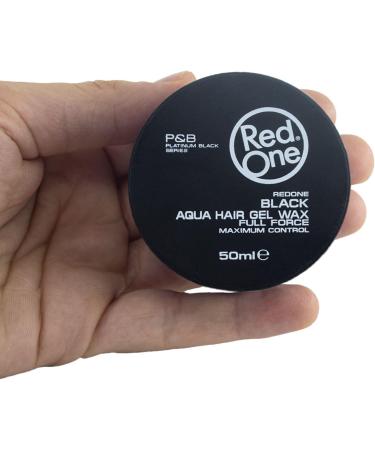 Red
One
P&B
PLATINUM BLACK
SERIES
REDONE
BLACK
AQUA HAIR GEL WAX
FULL FORCE
MAXIMUM CONTROL
50ml℮